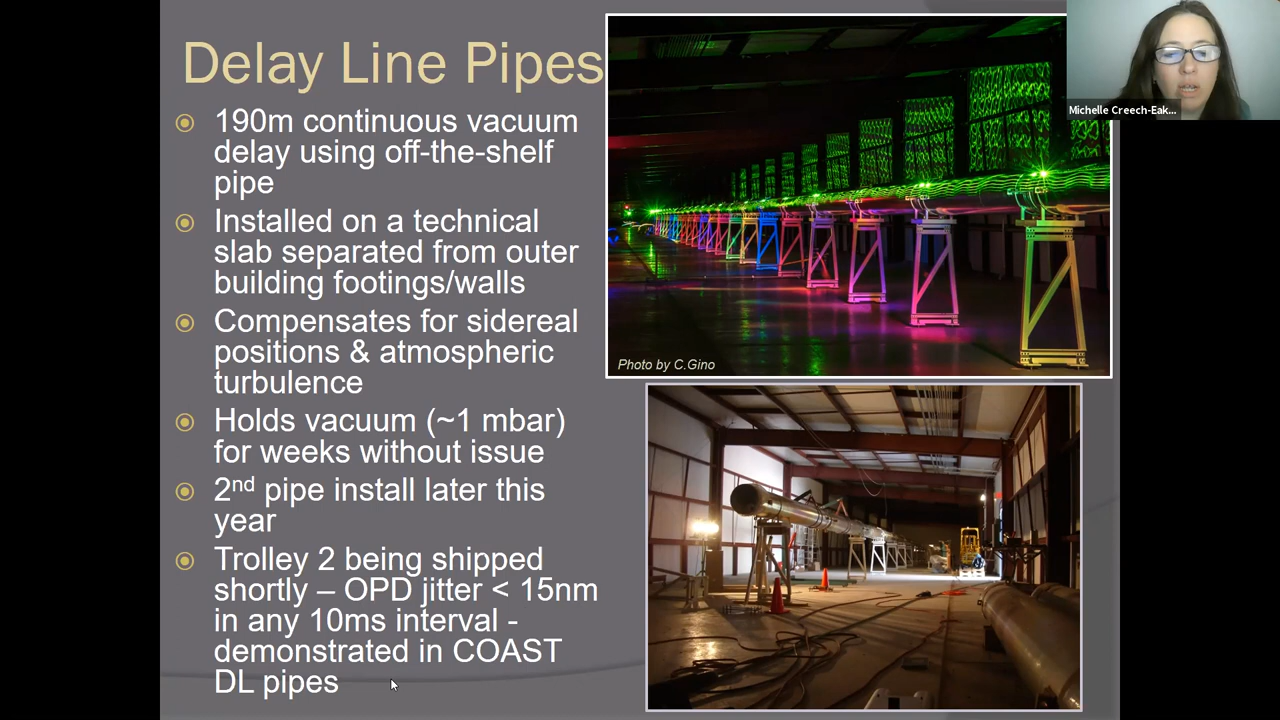 Delay Line Pipes
190m continuous vacuum
delay using off-the-shelf
pipe
Installed on a technical
slab separated from outer
building footings/walls
Compensates for sidereal
positions & atmospheric
turbulence
Holds vacuum (~1 mbar)
for weeks without issue
2nd pipe install later this
year
Trolley 2 being shipped
shortly – OPD jitter < 15nm
in any 10ms interval -
demonstrated in COAST
DL pipes
Photo by C.Gino
Michelle Creech-Eak...